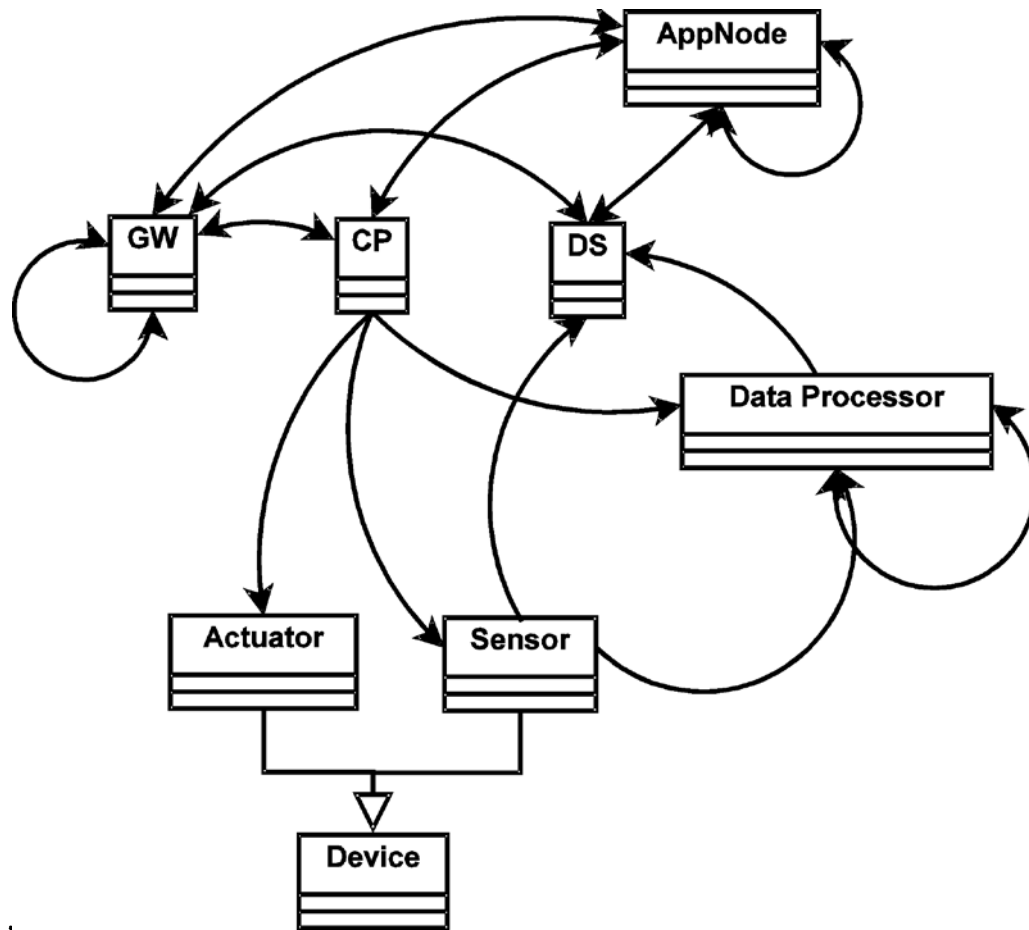 AppNode
GW
CP
DS
Data Processor
Actuator
Sensor
Device